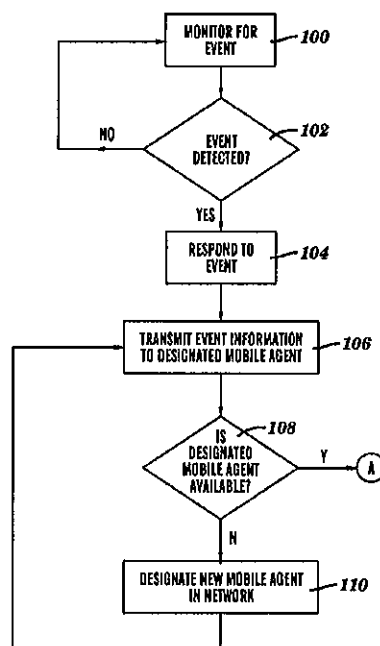 MONITOR FOR
EVENT
100
NO
EVENT
DETECTED?
102
YES
RESPOND TO
EVENT
104
TRANSMIT EVENT INFORMATION
TO DESIGNATED MOBILE AGENT
106
IS
DESIGNATED
MOBILE AGENT
AVAILABLE?
108
Y
A
N
DESIGNATE NEW MOBILE AGENT
IN NETWORK
110